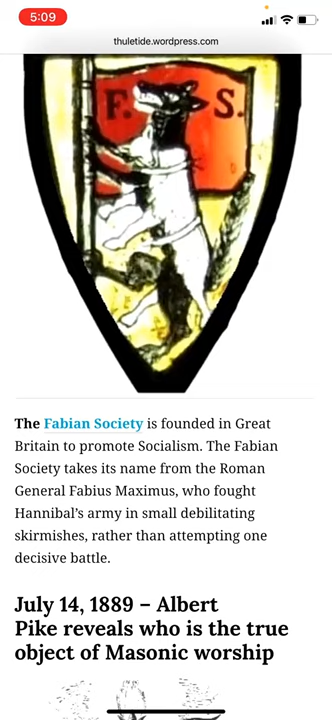 5:09
thuletide.wordpress.com
F. S.
The Fabian Society is founded in Great
Britain to promote Socialism. The Fabian
Society takes its name from the Roman
General Fabius Maximus, who fought
Hannibal’s army in small debilitating
skirmishes, rather than attempting one
decisive battle.
July 14, 1889 – Albert
Pike reveals who is the true
object of Masonic worship